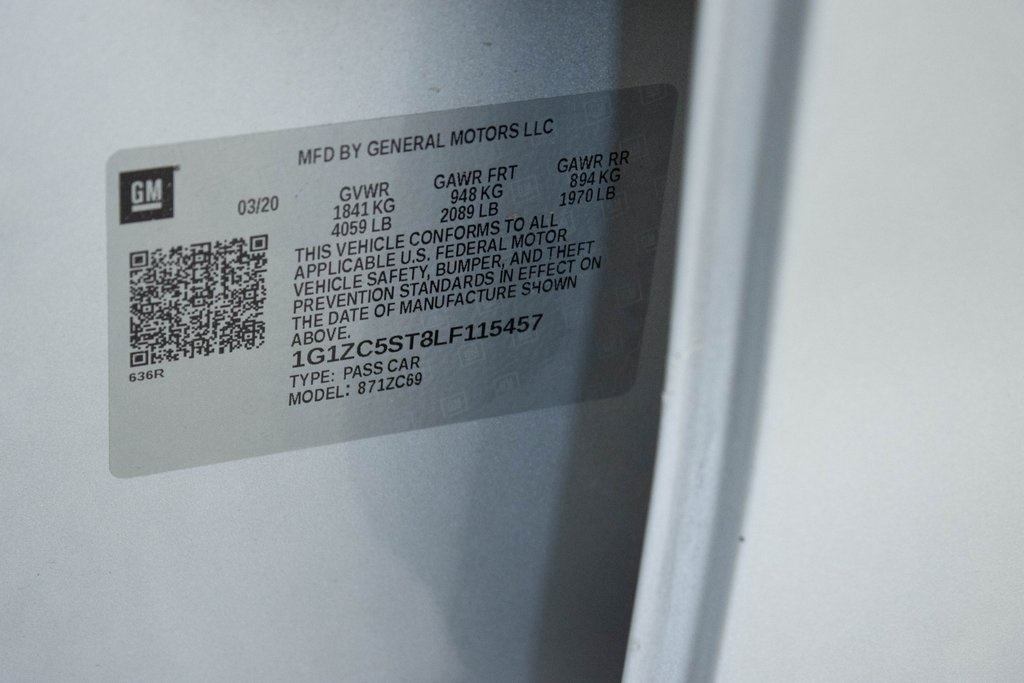 MFD BY GENERAL MOTORS LLC
GM
03/20
GVWR
1841 KG
4059 LB
GAWR FRT
948 KG
2089 LB
GAWR RR
894 KG
1970 LB
THIS VEHICLE CONFORMS TO ALL
APPLICABLE U.S. FEDERAL MOTOR
VEHICLE SAFETY, BUMPER, AND THEFT
PREVENTION STANDARDS IN EFFECT ON
THE DATE OF MANUFACTURE SHOWN
ABOVE.
1G1ZC5ST8LF115457
TYPE: PASS CAR
MODEL: 871ZC69
636R